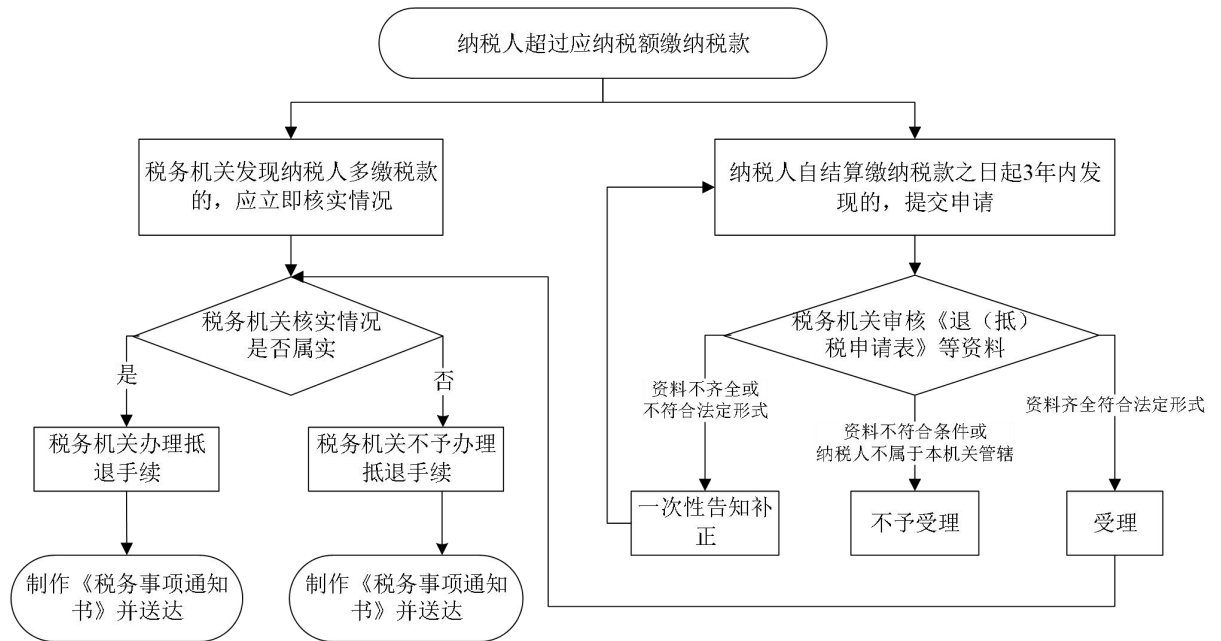 纳税人超过应纳税额缴纳税款
税务机关发现纳税人多缴税款
的，应立即核实情况
纳税人自结算缴纳税款之日起3年内发
现的，提交申请
税务机关核实情况
是否属实
税务机关审核《退（抵）
税申请表》等资料
是
否
资料不齐全或
不符合法定形式
资料不符合条件或
纳税人不属于本机关管辖
资料齐全符合法定形式
税务机关办理抵
退手续
税务机关不予办理
抵退手续
一次性告知补
正
不予受理
受理
制作《税务事项通知
书》并送达
制作《税务事项通知
书》并送达